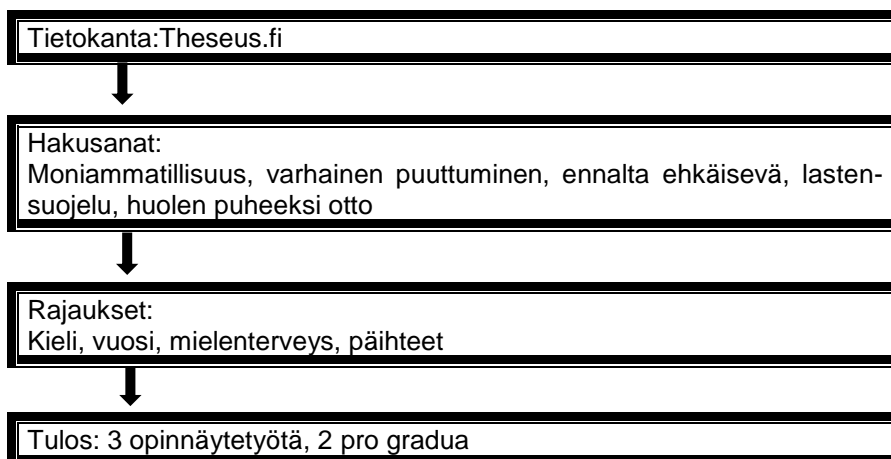 Tietokanta:Theseus.fi
Hakusanat:
Moniammatillisuus, varhainen puuttuminen, ennalta ehkäisevä, lasten-
suojelu, huolen puheeksi otto
Rajaukset:
Kieli, vuosi, mielenterveys, päihteet
Tulos: 3 opinnäytetyötä, 2 pro gradua